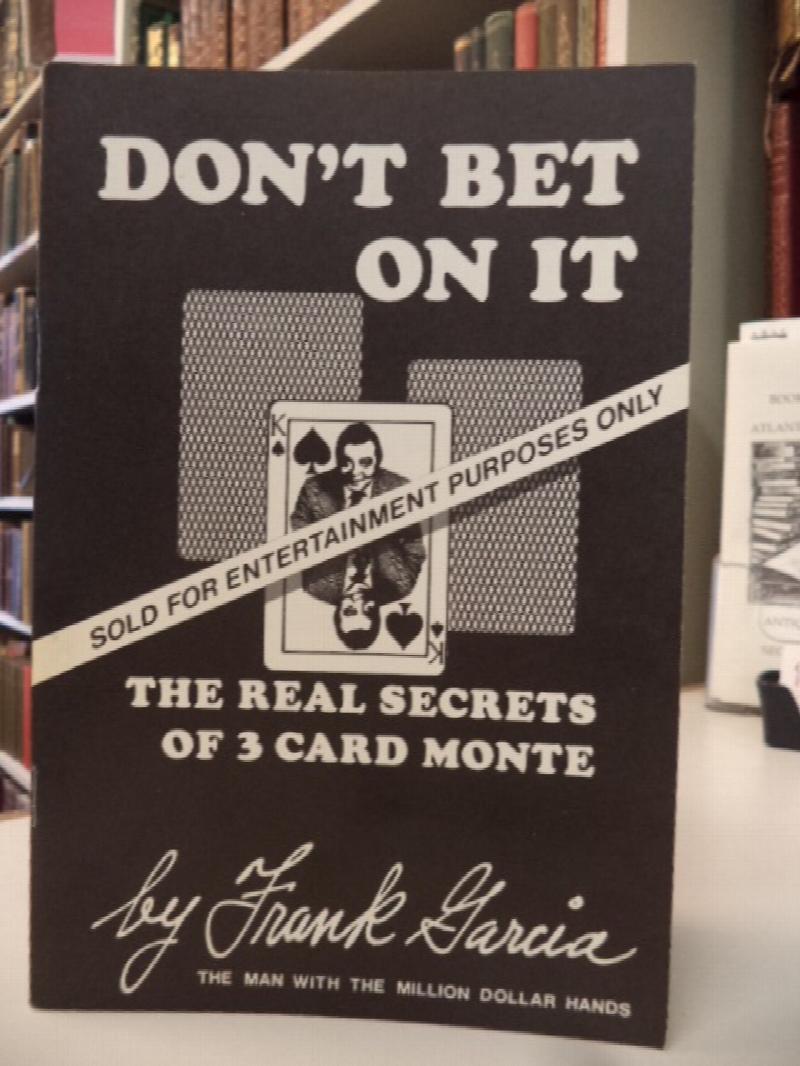 DON'T BET
ON IT
K
SOLD FOR ENTERTAINMENT PURPOSES ONLY
K
THE REAL SECRETS
OF 3 CARD MONTE
by Frank Garcia
THE MAN WITH THE MILLION DOLLAR HANDS